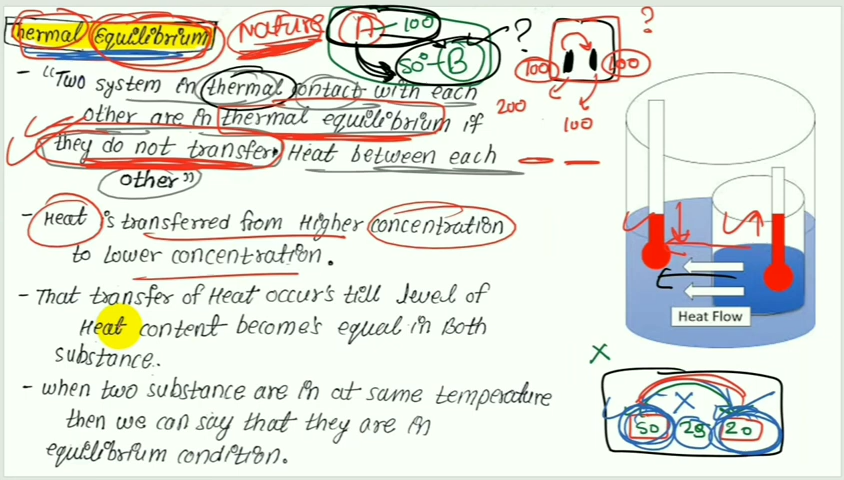 Thermal Equilibrium Nature
A 100
50° B
?
?
100 100
200
100
- "Two system in thermal contact with each
other are in thermal equilibrium if
they do not transfer Heat between each
other"
- Heat is transferred from Higher concentration
to Lower concentration.
- That transfer of Heat occur's till level of
Heat content become's equal in Both
substance.
- when two substance are in at same temperature
then we can say that they are in
equilibrium condition.
Heat Flow
X
X
50 25 20